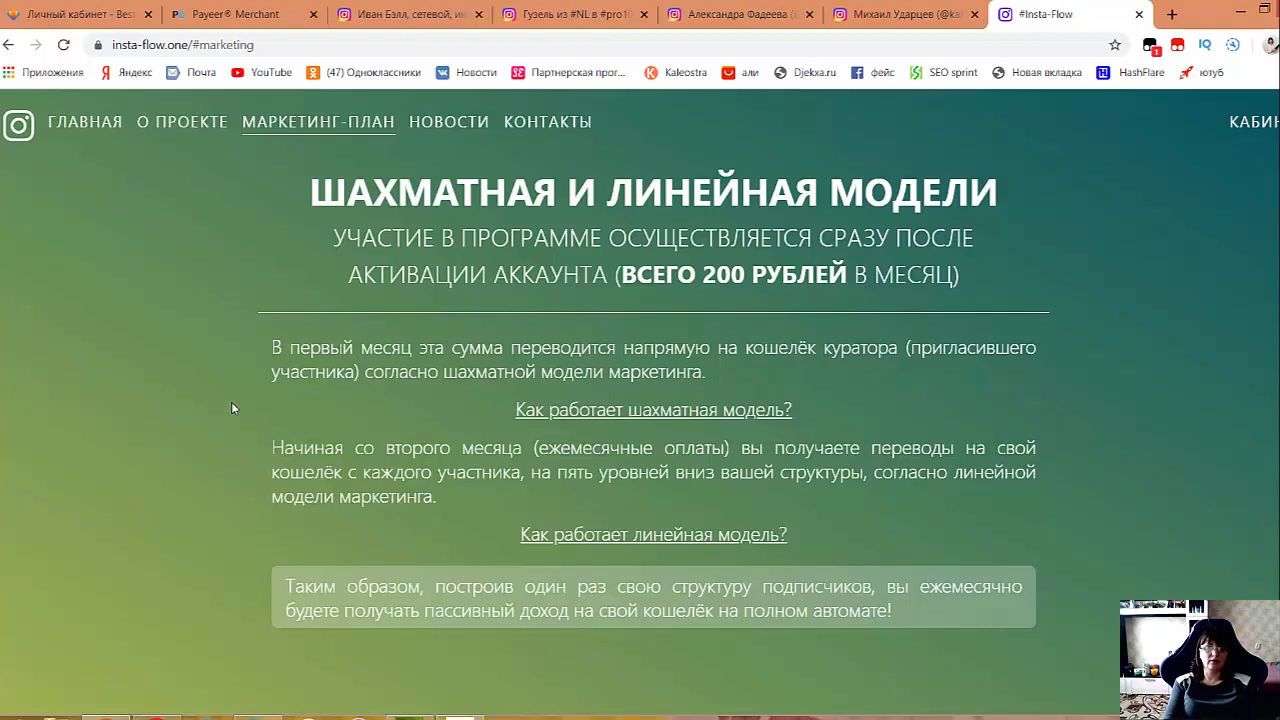 Личный кабинет - Best
Payeer® Merchant
Иван Бэлл, сетевой, ин
Гузель из #NL в #pro10
Александра Фадеева (
Михаил Ударцев (@ka
#Insta-Flow
insta-flow.one/#marketing
1
Приложения
Яндекс
Почта
YouTube
(47) Одноклассники
Новости
Партнерская прог...
Kaleostra
али
Djekxa.ru
фейс
SEO sprint
Новая вкладка
HashFlare
ютуб
ГЛАВНАЯ О ПРОЕКТЕ МАРКЕТИНГ-ПЛАН НОВОСТИ КОНТАКТЫ
КАБИН
ШАХМАТНАЯ И ЛИНЕЙНАЯ МОДЕЛИ
УЧАСТИЕ В ПРОГРАММЕ ОСУЩЕСТВЛЯЕТСЯ СРАЗУ ПОСЛЕ
АКТИВАЦИИ АККАУНТА (ВСЕГО 200 РУБЛЕЙ В МЕСЯЦ)
В первый месяц эта сумма переводится напрямую на кошелёк куратора (пригласившего
участника) согласно шахматной модели маркетинга.
Как работает шахматная модель?
Начиная со второго месяца (ежемесячные оплаты) вы получаете переводы на свой
кошелёк с каждого участника, на пять уровней вниз вашей структуры, согласно линейной
модели маркетинга.
Как работает линейная модель?
Таким образом, построив один раз свою структуру подписчиков, вы ежемесячно
будете получать пассивный доход на свой кошелёк на полном автомате!